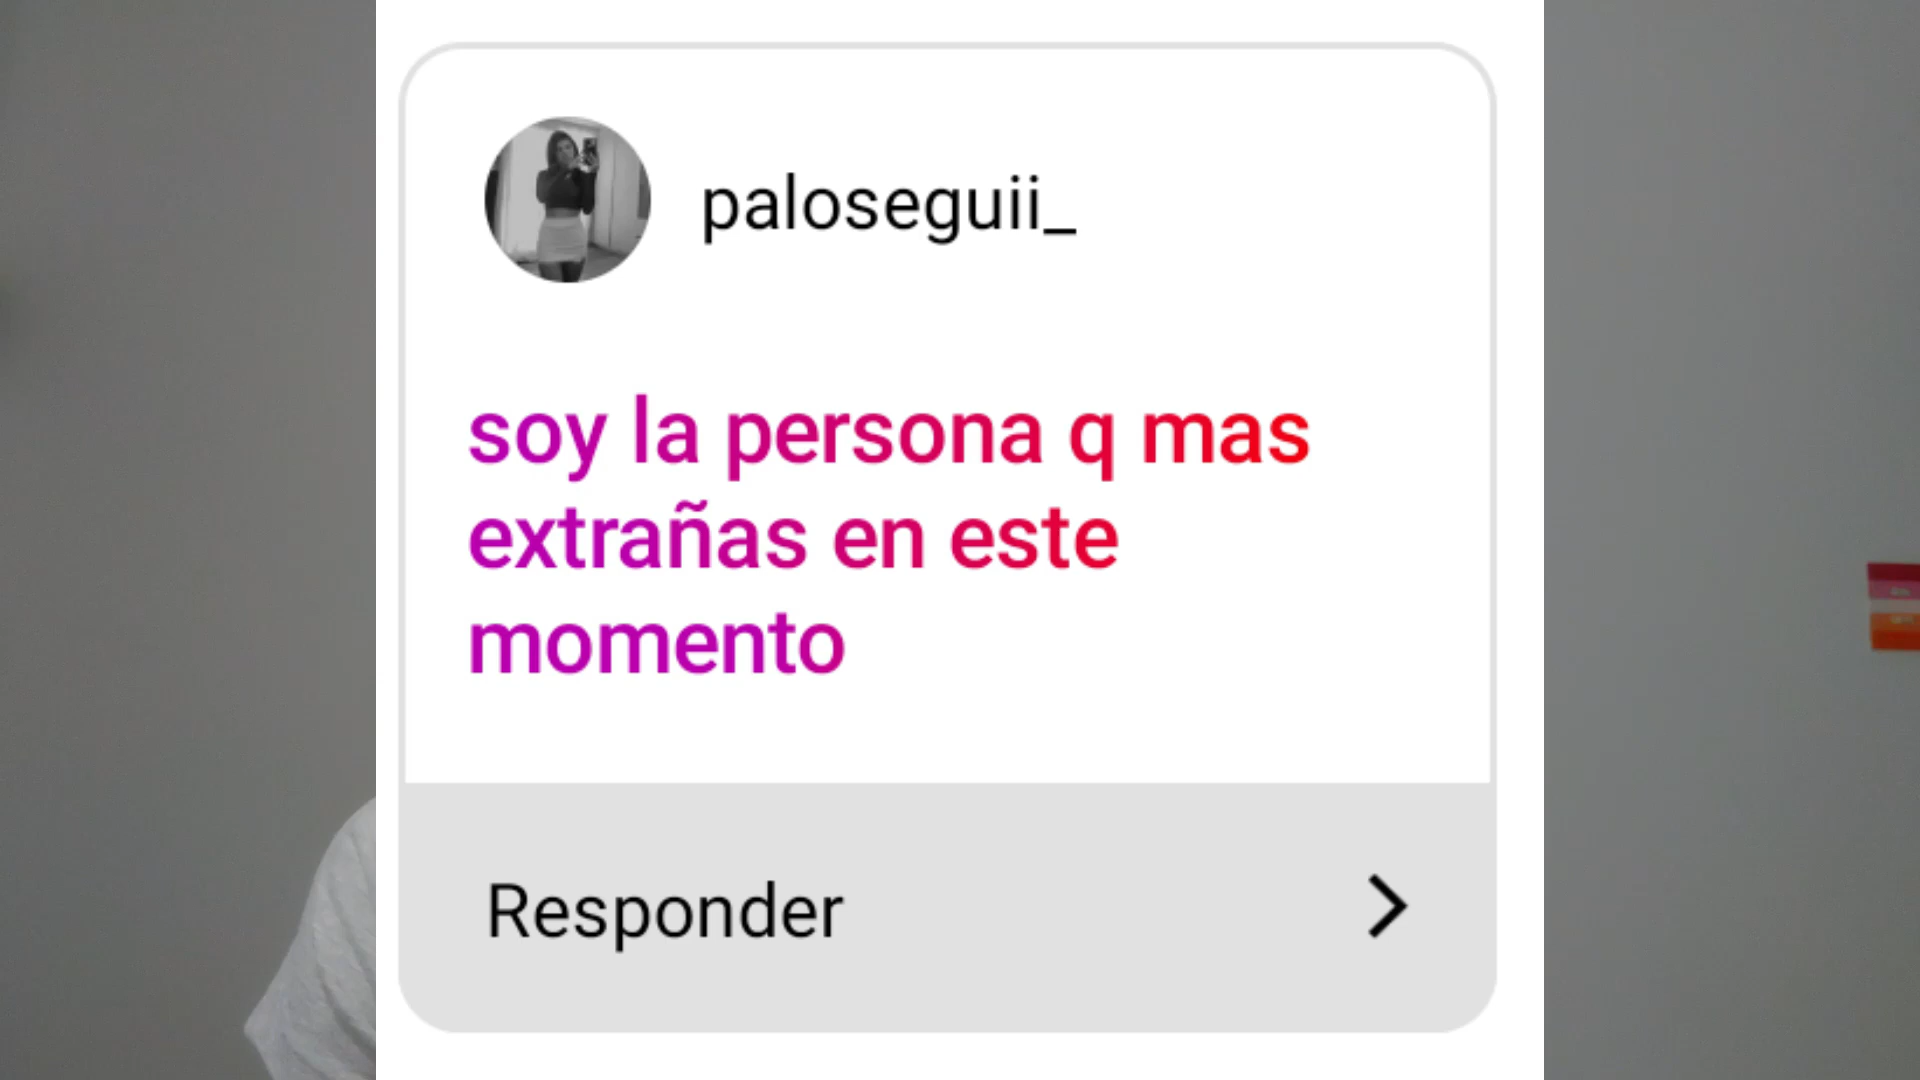 paloseguii_
soy la persona q mas
extrañas en este
momento
Responder